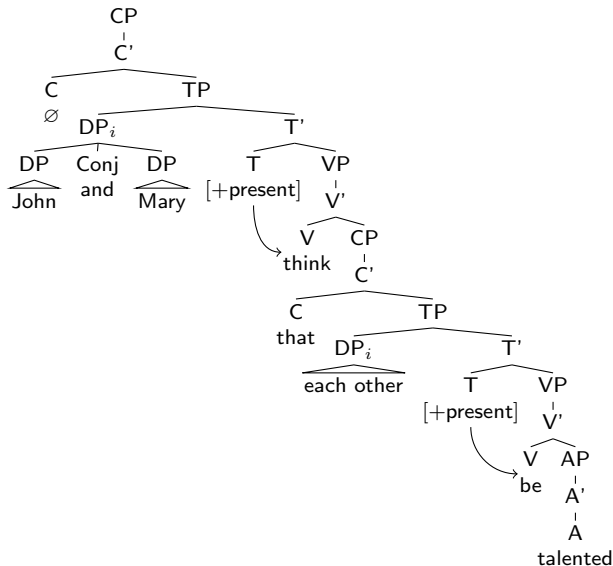 CP
C'
C TP
∅
DPi T'
DP Conj DP T VP
John and Mary [+present] V'
V CP
think C'
C TP
that
DPi T'
each other T VP
[+present] V'
V AP
be A'
A
talented